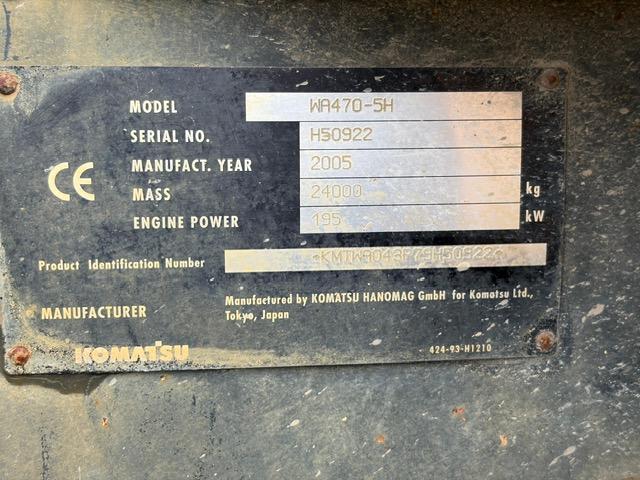 MODEL WA470-5H
SERIAL NO. H50922
MANUFACT. YEAR 2005
CE MASS 24000 kg
ENGINE POWER 195 kW
Product Identification Number
MANUFACTURER Manufactured by KOMATSU HANOMAG GmbH for Komatsu Ltd.,
Tokyo, Japan
KOMATSU 424-93-H1210